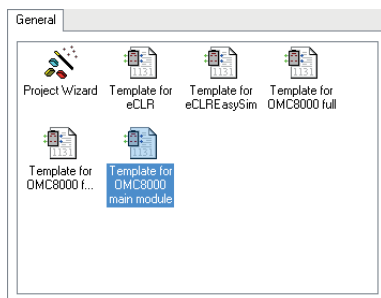 General
Project Wizard
Template for
eCLR
Template for
eCLREasySim
Template for
OMC8000 full
Template for
OMC8000 f...
Template for
OMC8000
main module